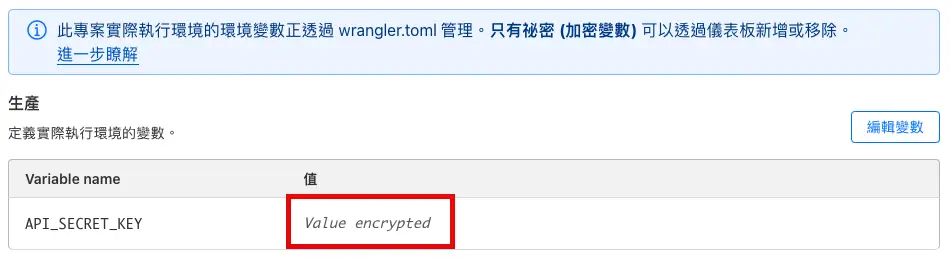 此專案實際執行環境的環境變數正透過 wrangler.toml 管理。只有祕密 (加密變數) 可以透過儀表板新增或移除。
進一步瞭解
生產
定義實際執行環境的變數。
編輯變數
Variable name 值
API_SECRET_KEY Value encrypted